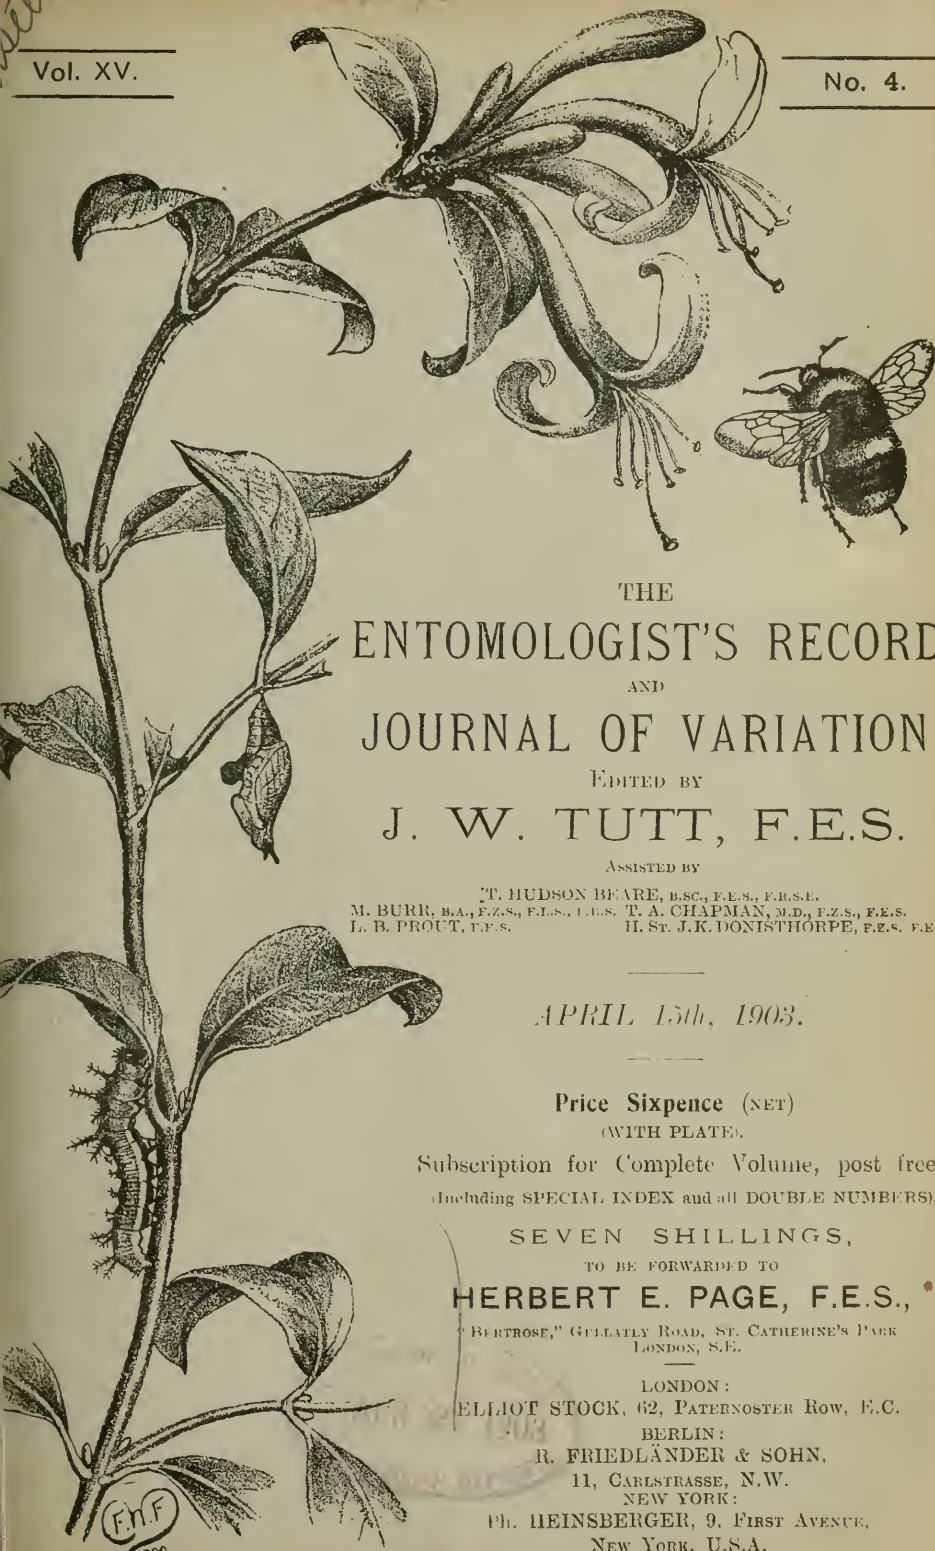 Vol. XV.
No. 4.
THE
ENTOMOLOGIST'S RECORD
AND
JOURNAL OF VARIATION
EDITED BY
J. W. TUTT, F.E.S.
ASSISTED BY
T. HUDSON BEARE, B.SC., F.E.S., F.R.S.E.
M. BURR, B.A., F.Z.S., F.L.S., F.E.S. T. A. CHAPMAN, M.D., F.Z.S., F.E.S.
L. B. PROUT, F.E.S. H. ST. J. K. DONISTHORPE, F.Z.S. F.E
APRIL 15th, 1903.
Price Sixpence (NET)
(WITH PLATE).
Subscription for Complete Volume, post free
(Including SPECIAL INDEX and all DOUBLE NUMBERS),
SEVEN SHILLINGS,
TO BE FORWARDED TO
HERBERT E. PAGE, F.E.S.,
"BERTROSE," GELLATLY ROAD, ST. CATHERINE'S PARK
LONDON, S.E.
LONDON:
ELLIOT STOCK, 62, PATERNOSTER ROW, E.C.
BERLIN:
R. FRIEDLÄNDER & SOHN,
11, CARLSTRASSE, N.W.
NEW YORK:
Ph. HEINSBERGER, 9, FIRST AVENUE,
NEW YORK, U.S.A.
F.N.F